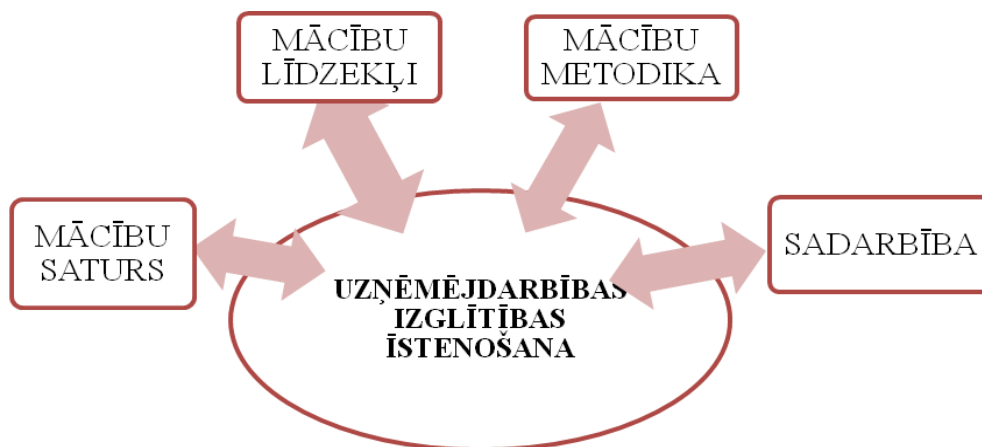 MĀCĪBU
LĪDZEKĻI
MĀCĪBU
METODIKA
MĀCĪBU
SATURS
SADARBĪBA
UZŅĒMĒJDARBĪBAS
IZGLĪTĪBAS
ĪSTENOŠANA